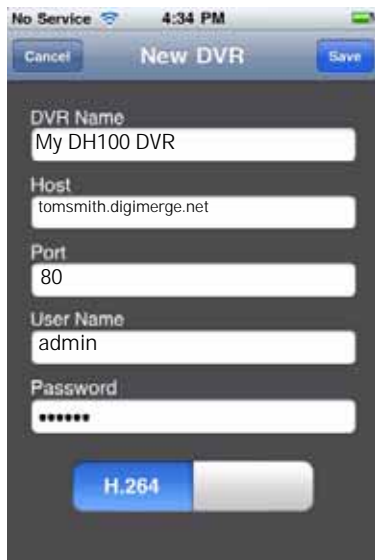 No Service 4:34 PM
Cancel New DVR Save
DVR Name
My DH100 DVR
Host
tomsmith.digimerge.net
Port
80
User Name
admin
Password
••••••
H.264